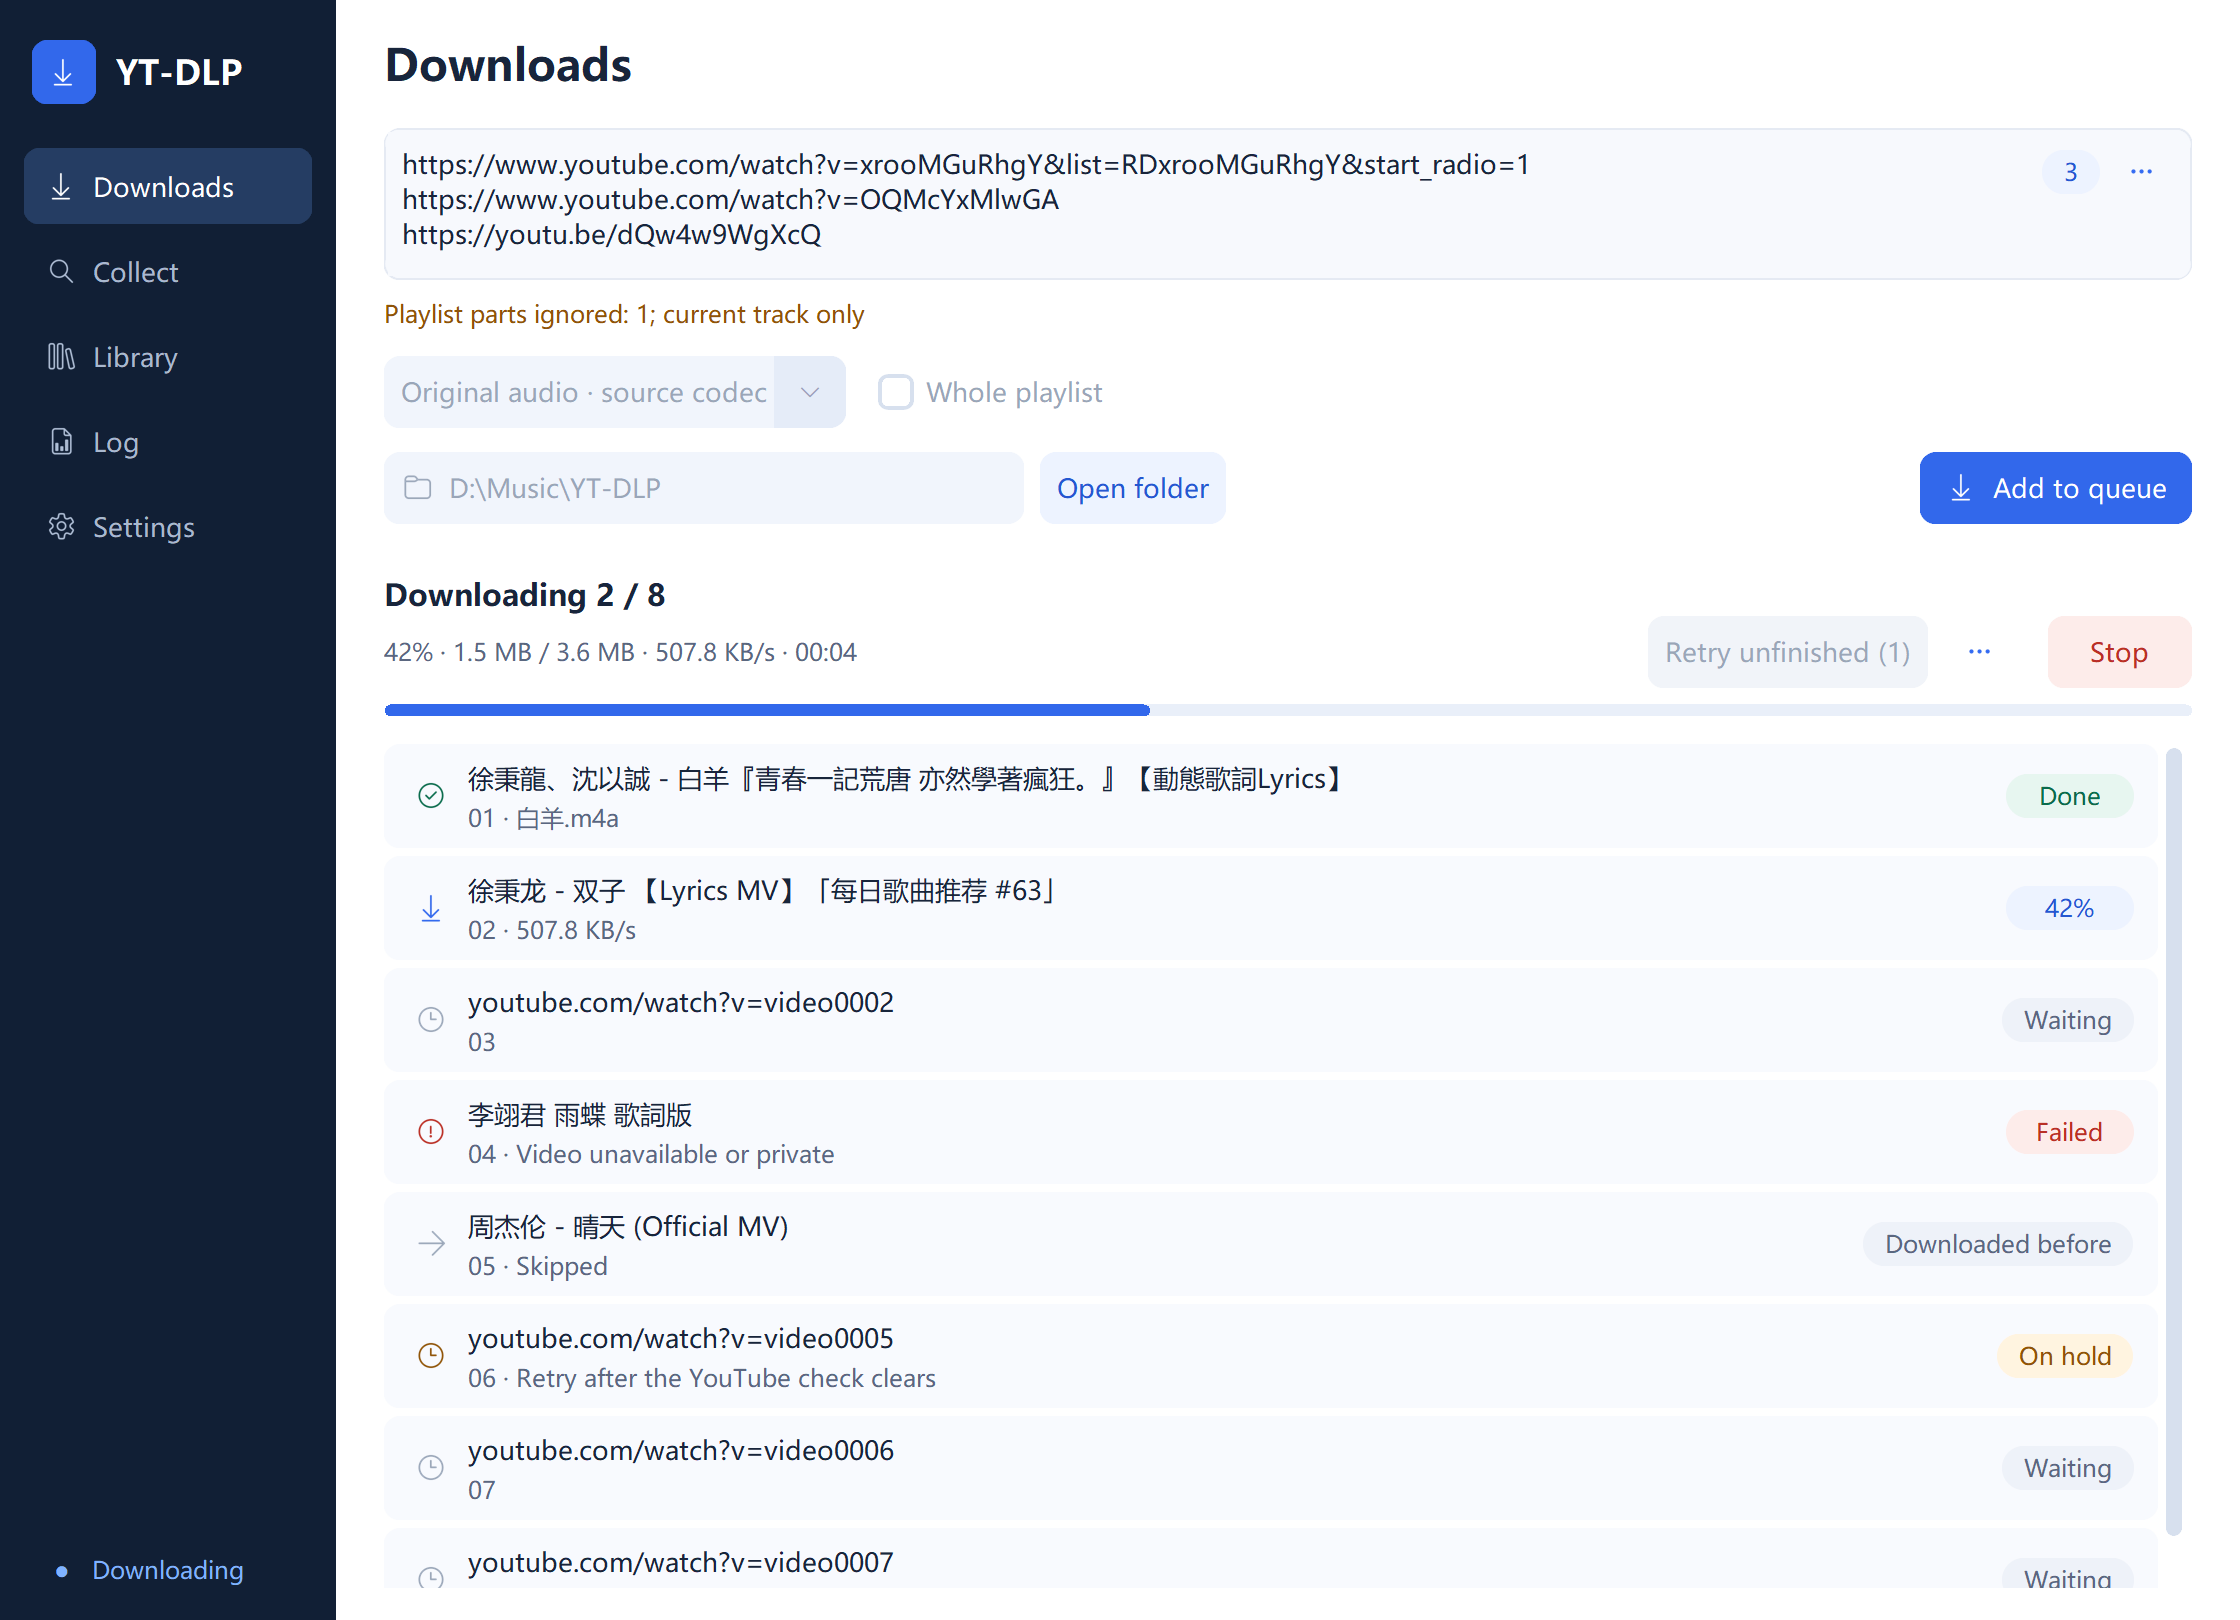 YT-DLP
Downloads
Collect
Library
Log
Settings
Downloading
Downloads
https://www.youtube.com/watch?v=xrooMGuRhgY&list=RDxrooMGuRhgY&start_radio=1
https://www.youtube.com/watch?v=OQMcYxMlwGA
https://youtu.be/dQw4w9WgXcQ
3
Playlist parts ignored: 1; current track only
Original audio · source codec
Whole playlist
D:\Music\YT-DLP
Open folder
Add to queue
Downloading 2 / 8
42% · 1.5 MB / 3.6 MB · 507.8 KB/s · 00:04
Retry unfinished (1)
Stop
徐秉龍、沈以誠 - 白羊『青春一記荒唐 亦然學著瘋狂。』【動態歌詞Lyrics】
01 · 白羊.m4a
Done
徐秉龙 - 双子 【Lyrics MV】「每日歌曲推荐 #63」
02 · 507.8 KB/s
42%
youtube.com/watch?v=video0002
03
Waiting
李翊君 雨蝶 歌詞版
04 · Video unavailable or private
Failed
周杰伦 - 晴天 (Official MV)
05 · Skipped
Downloaded before
youtube.com/watch?v=video0005
06 · Retry after the YouTube check clears
On hold
youtube.com/watch?v=video0006
07
Waiting
youtube.com/watch?v=video0007
Waiting